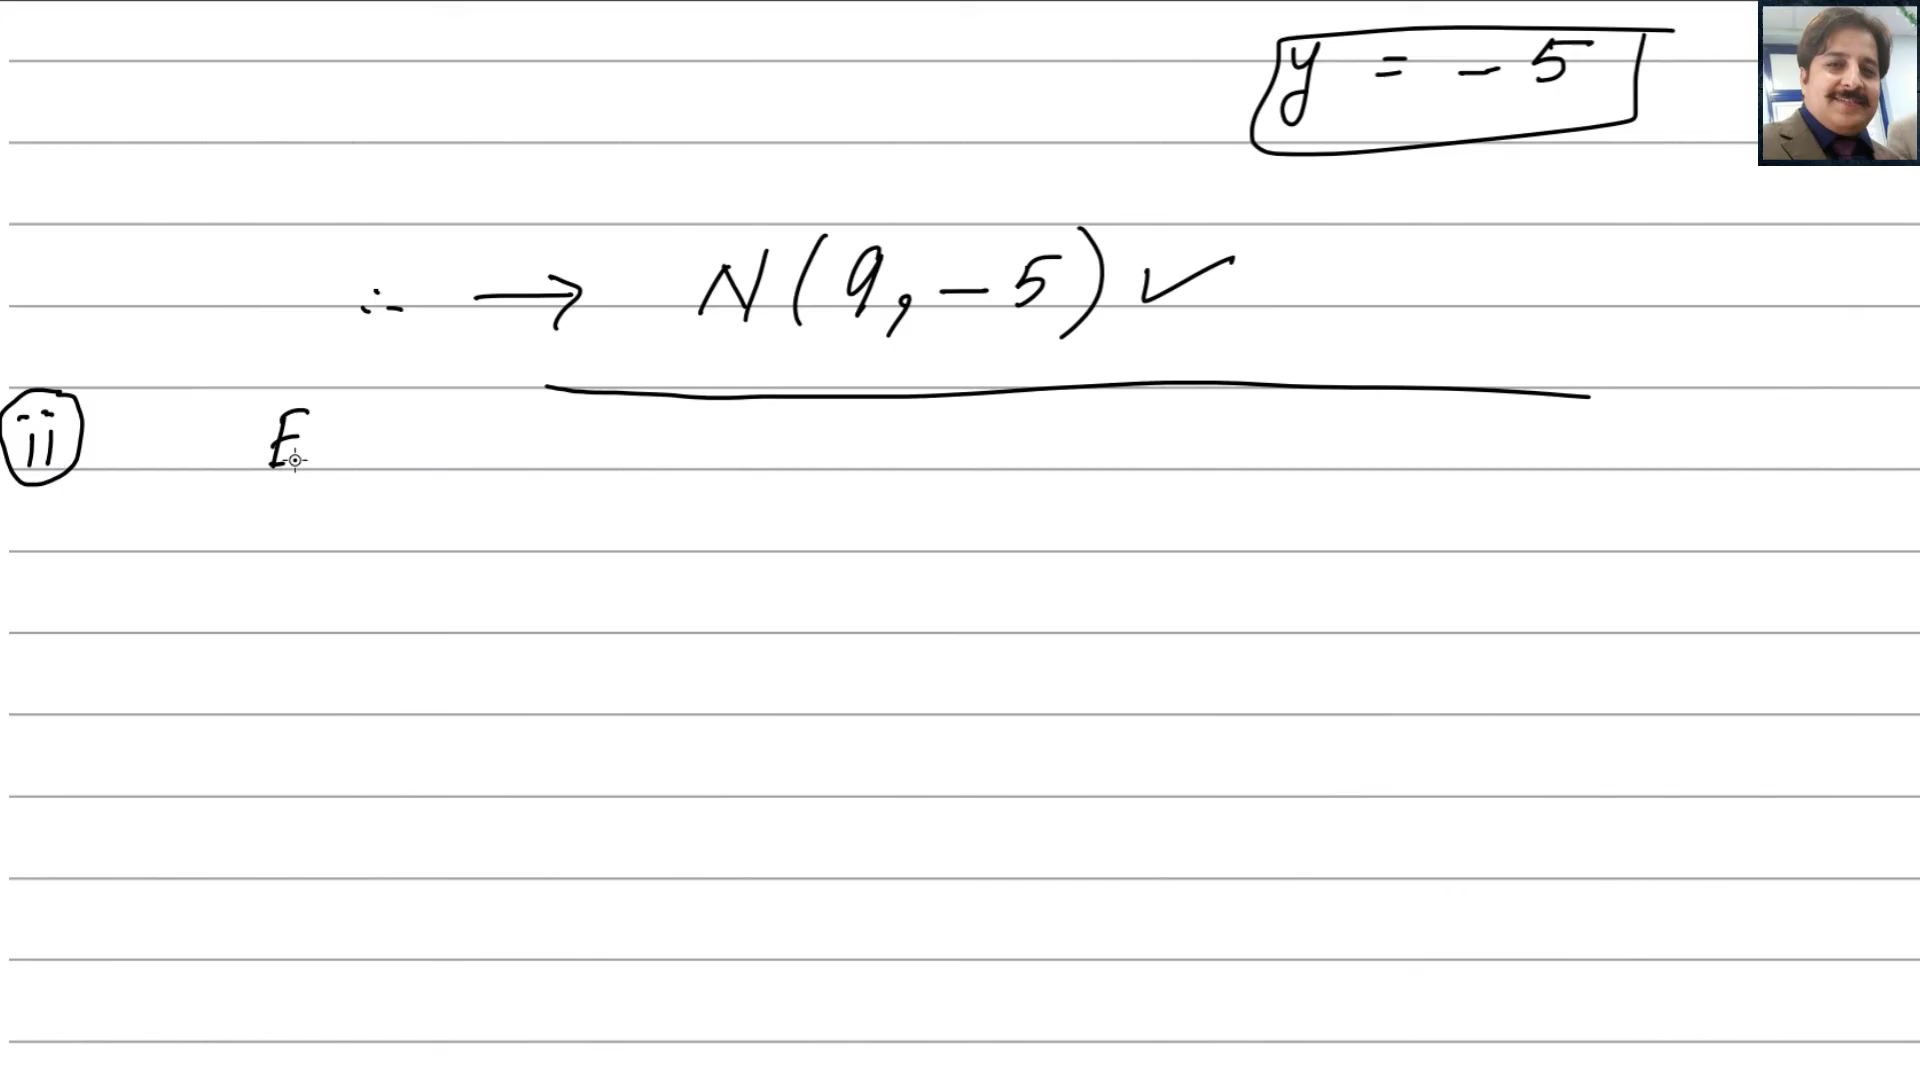 y = - 5
∴ → N(9, -5) ✓
ii E